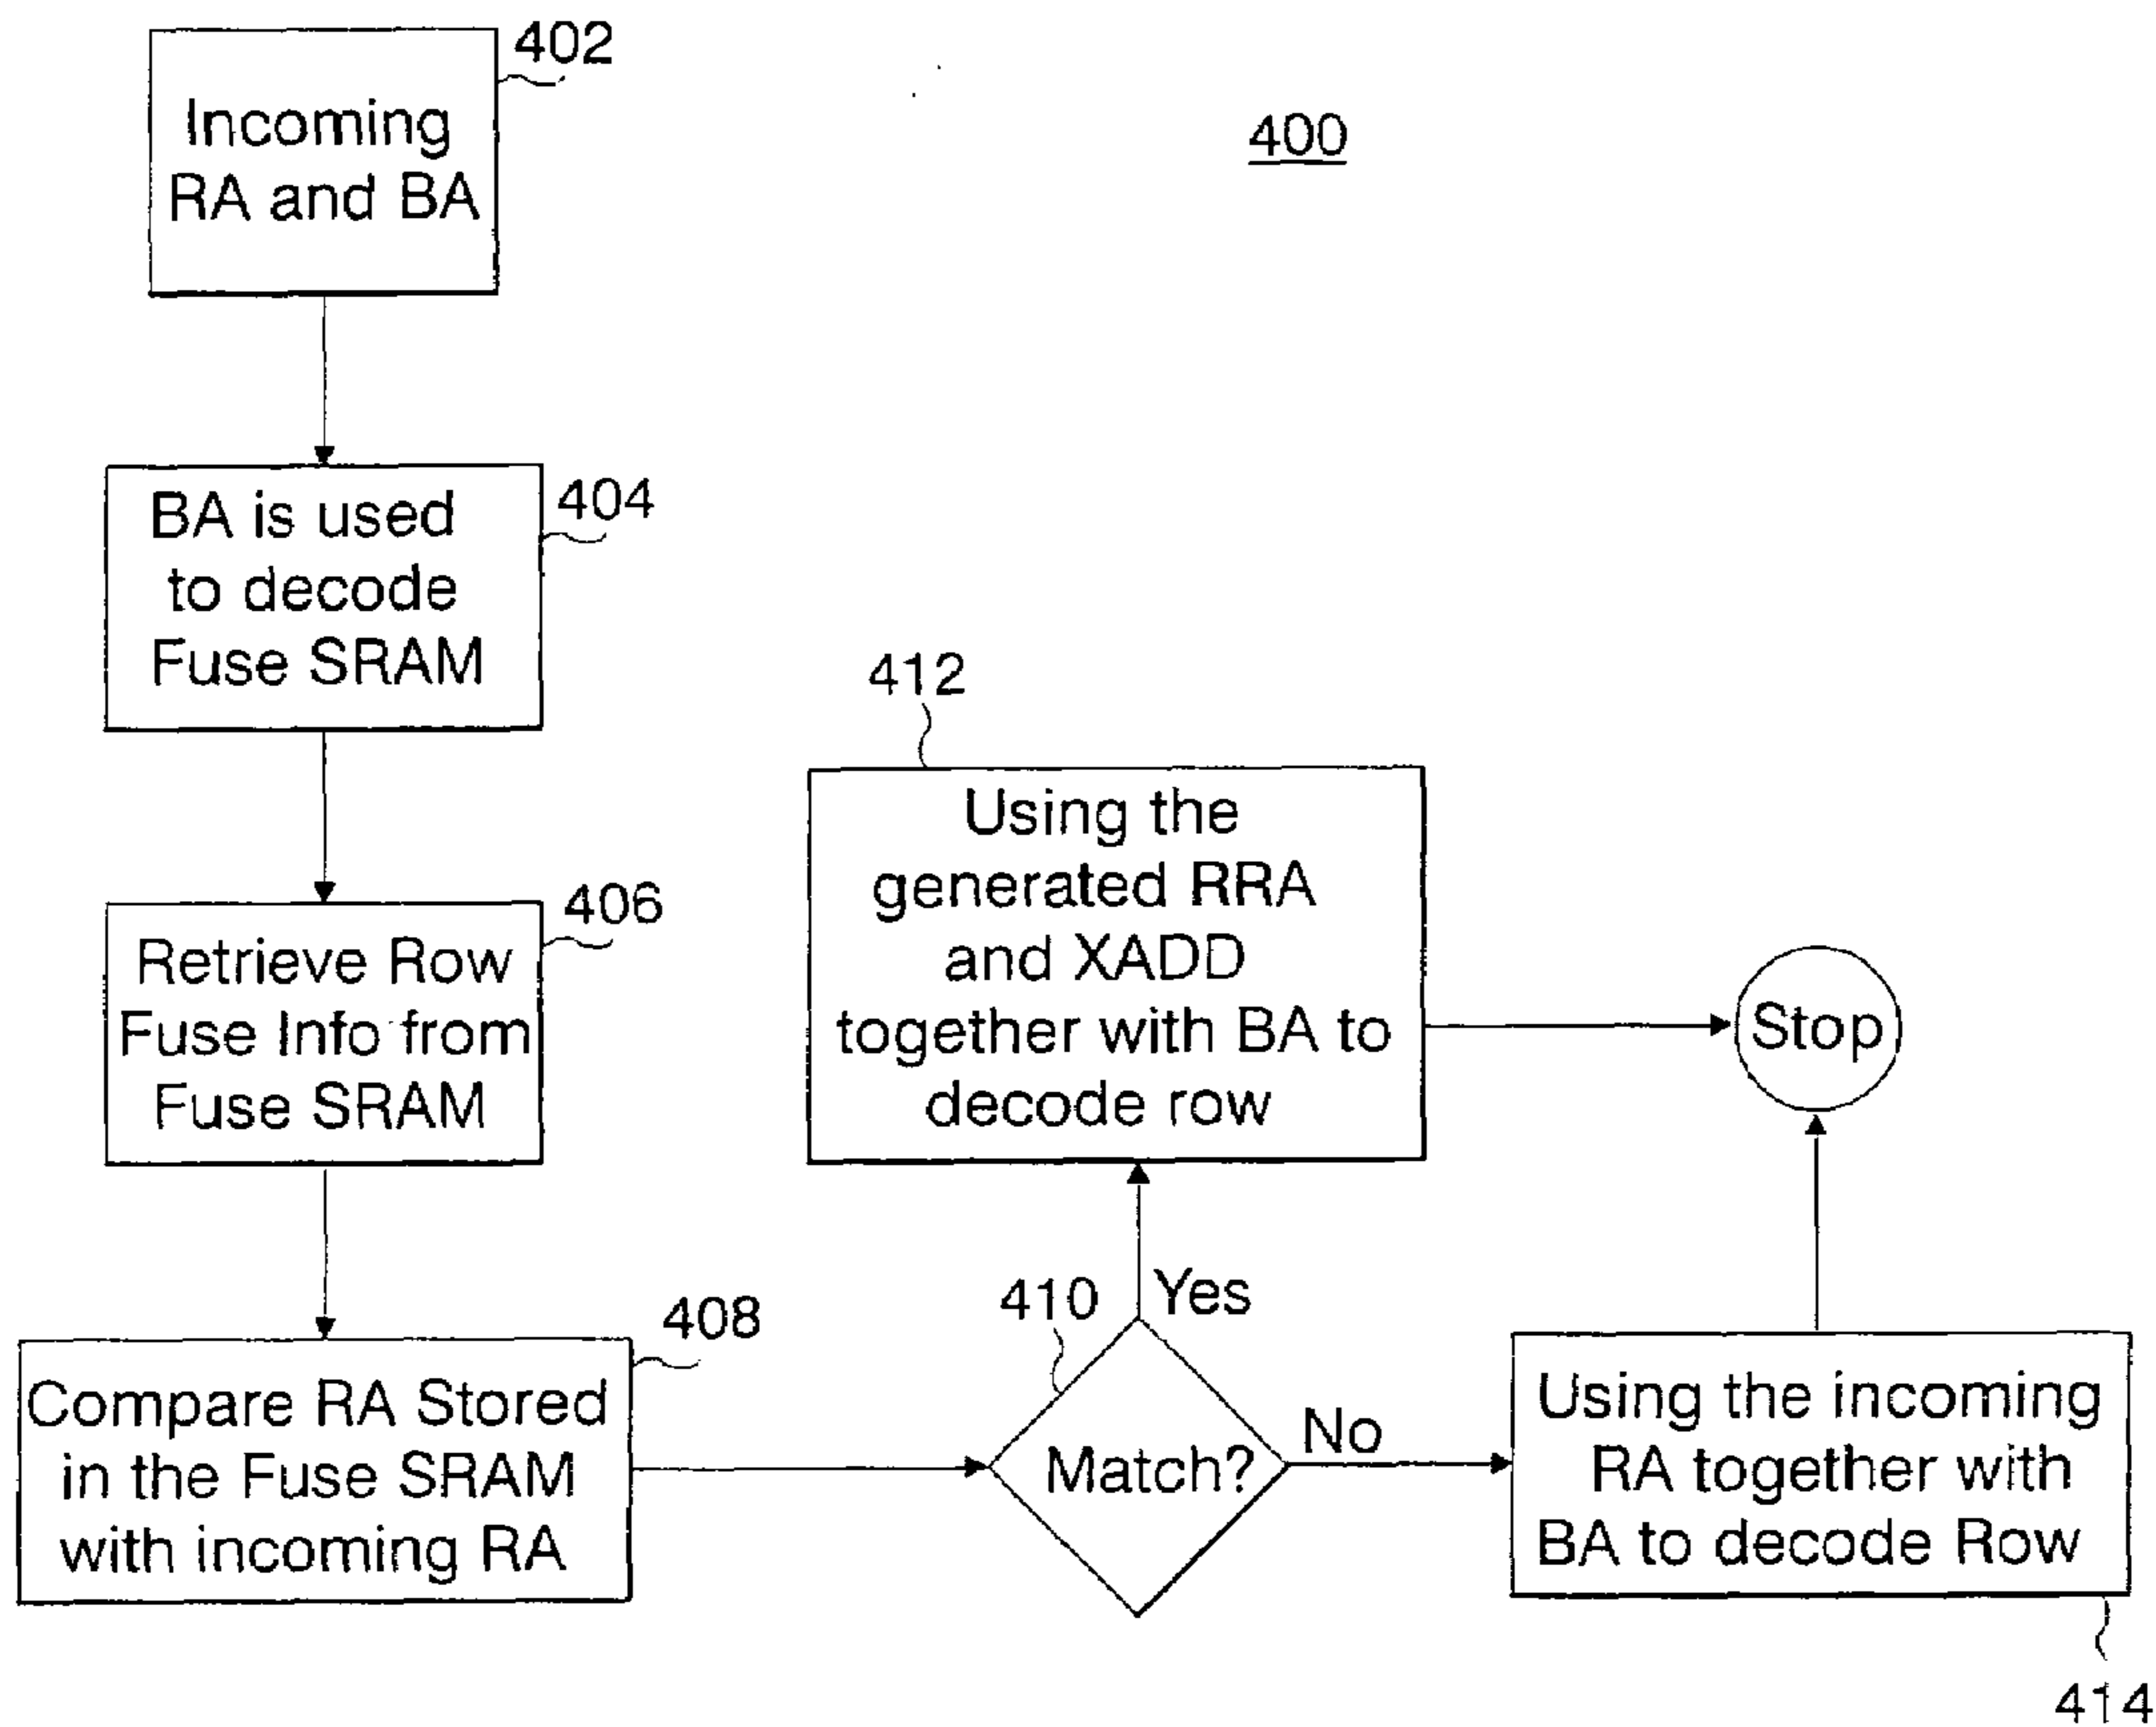 402
Incoming
RA and BA
400
404
BA is used
to decode
Fuse SRAM
406
Retrieve Row
Fuse Info from
Fuse SRAM
408
Compare RA Stored
in the Fuse SRAM
with incoming RA
410
Match?
Yes
No
412
Using the
generated RRA
and XADD
together with BA to
decode row
Stop
Using the incoming
RA together with
BA to decode Row
414